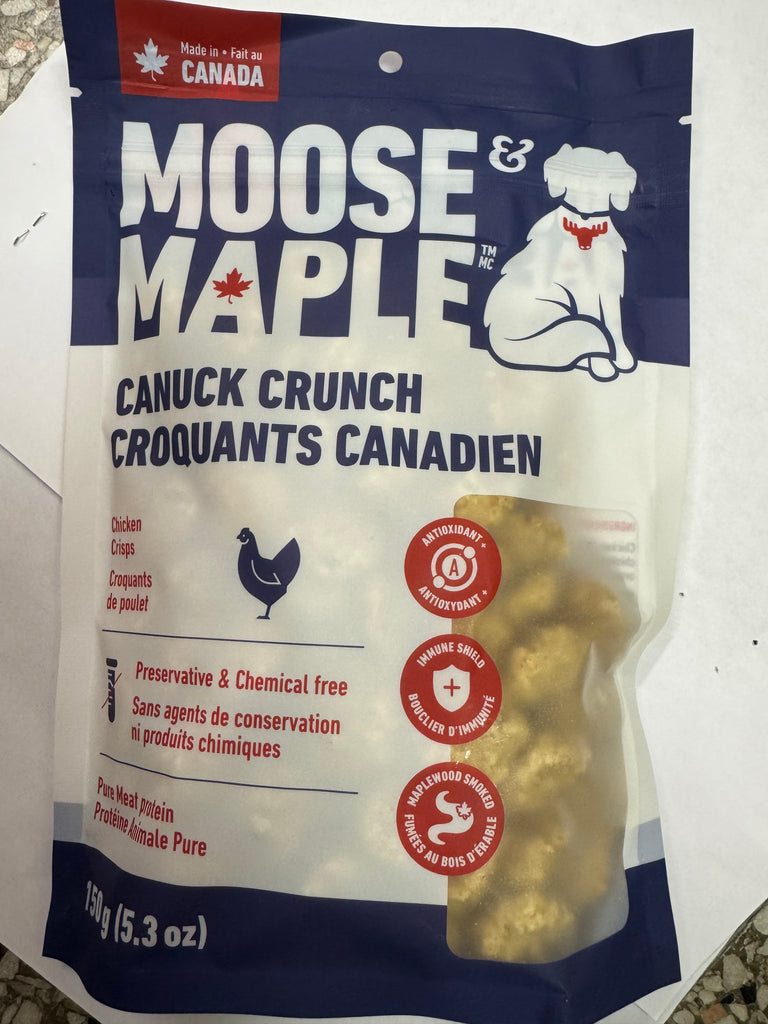 Made in • Fait au
CANADA
MOOSE &
MAPLE TM MC
CANUCK CRUNCH
CROQUANTS CANADIEN
Chicken
Crisps
Croquants
de poulet
Preservative & Chemical free
Sans agents de conservation
ni produits chimiques
Pure Meat protein
Protéine Animale Pure
150g (5.3 oz)
ANTIOXIDANT +
A
ANTIOXYDANT +
IMMUNE SHIELD
BOUCLIER D'IMMUNITÉ
MAPLEWOOD SMOKED
FUMÉES AU BOIS D'ÉRABLE